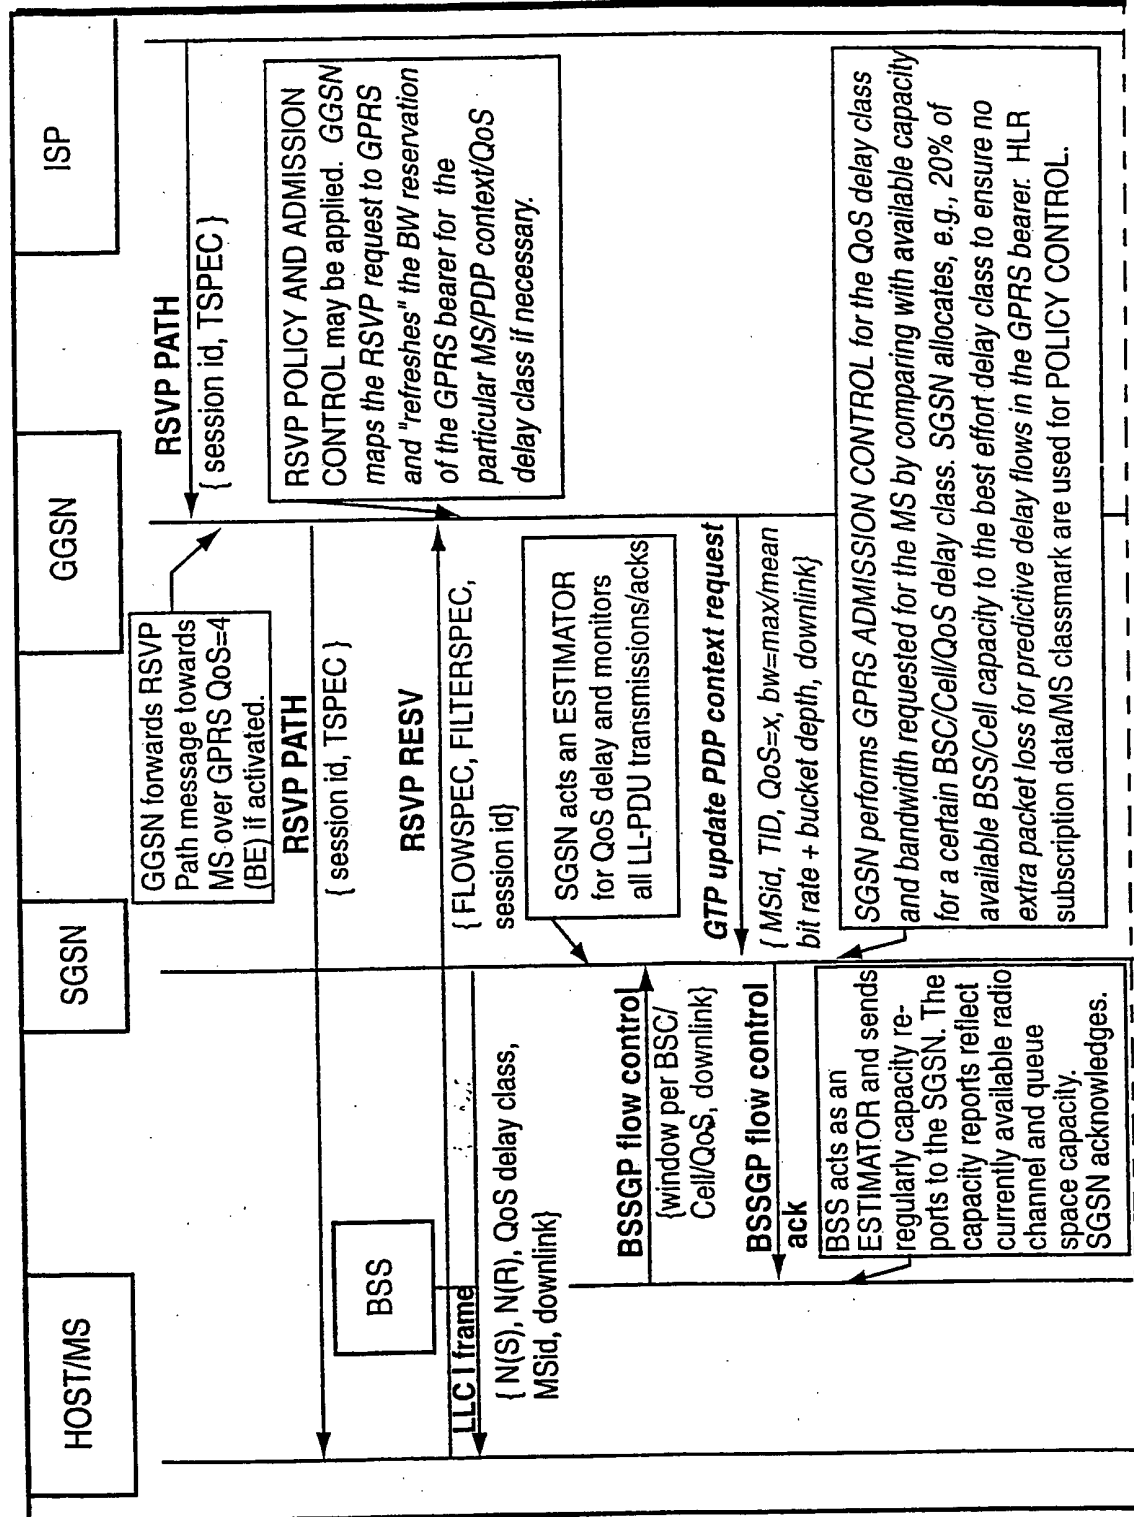 HOST/MS
BSS
SGSN
GGSN
ISP
RSVP PATH
{ session id, TSPEC }
GGSN forwards RSVP
Path message towards
MS over GPRS QoS=4
(BE) if activated.
RSVP PATH
{ session id, TSPEC }
RSVP POLICY AND ADMISSION
CONTROL may be applied. GGSN
maps the RSVP request to GPRS
and "refreshes" the BW reservation
of the GPRS bearer for the
particular MS/PDP context/QoS
delay class if necessary.
RSVP RESV
{ FLOWSPEC, FILTERSPEC,
session id}
LLC I frame
{ N(S), N(R), QoS delay class,
MSid, downlink}
SGSN acts an ESTIMATOR
for QoS delay and monitors
all LL-PDU transmissions/acks
BSSGP flow control
{window per BSC/
Cell/QoS, downlink}
GTP update PDP context request
{ MSid, TID, QoS=x, bw=max/mean
bit rate + bucket depth, downlink}
BSSGP flow control
ack
BSS acts as an
ESTIMATOR and sends
regularly capacity re-
ports to the SGSN. The
capacity reports reflect
currently available radio
channel and queue
space capacity.
SGSN acknowledges.
SGSN performs GPRS ADMISSION CONTROL for the QoS delay class
and bandwidth requested for the MS by comparing with available capacity
for a certain BSC/Cell/QoS delay class. SGSN allocates, e.g., 20% of
available BSS/Cell capacity to the best effort delay class to ensure no
extra packet loss for predictive delay flows in the GPRS bearer. HLR
subscription data/MS classmark are used for POLICY CONTROL.